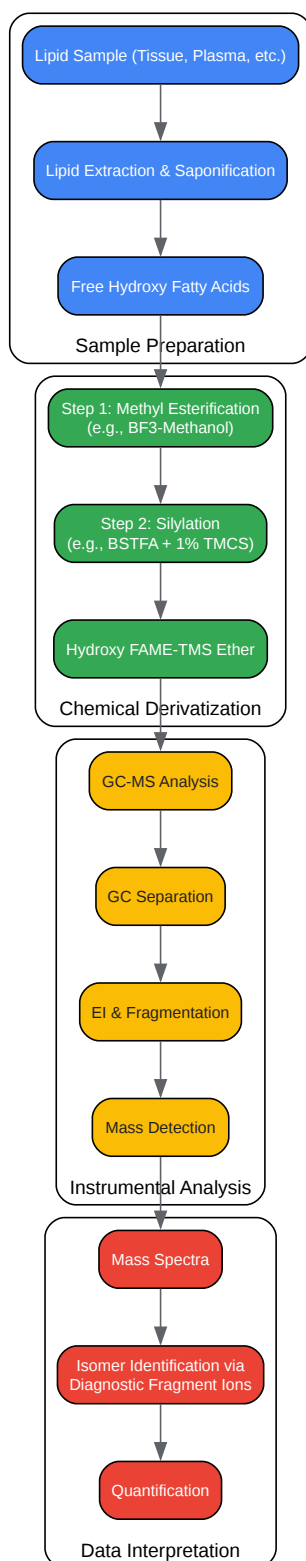 Lipid Sample (Tissue, Plasma, etc.)
Lipid Extraction & Saponification
Free Hydroxy Fatty Acids
Sample Preparation
Step 1: Methyl Esterification
(e.g., BF3-Methanol)
Step 2: Silylation
(e.g., BSTFA + 1% TMCS)
Hydroxy FAME-TMS Ether
Chemical Derivatization
GC-MS Analysis
GC Separation
EI & Fragmentation
Mass Detection
Instrumental Analysis
Mass Spectra
Isomer Identification via
Diagnostic Fragment Ions
Quantification
Data Interpretation